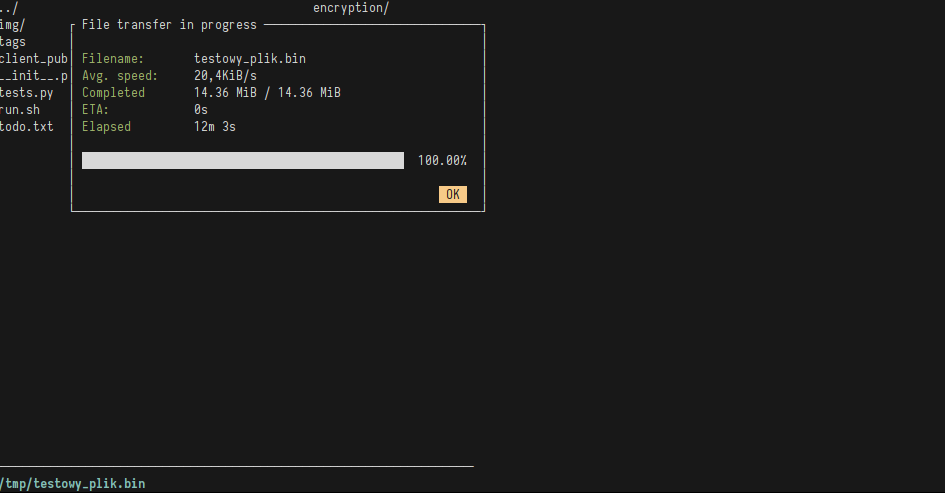 ../ encryption/
img/ File transfer in progress
tags
client_pub Filename: testowy_plik.bin
__init__.p Avg. speed: 20,4KiB/s
tests.py Completed 14.36 MiB / 14.36 MiB
run.sh ETA: 0s
todo.txt Elapsed 12m 3s
100.00%
OK
/tmp/testowy_plik.bin